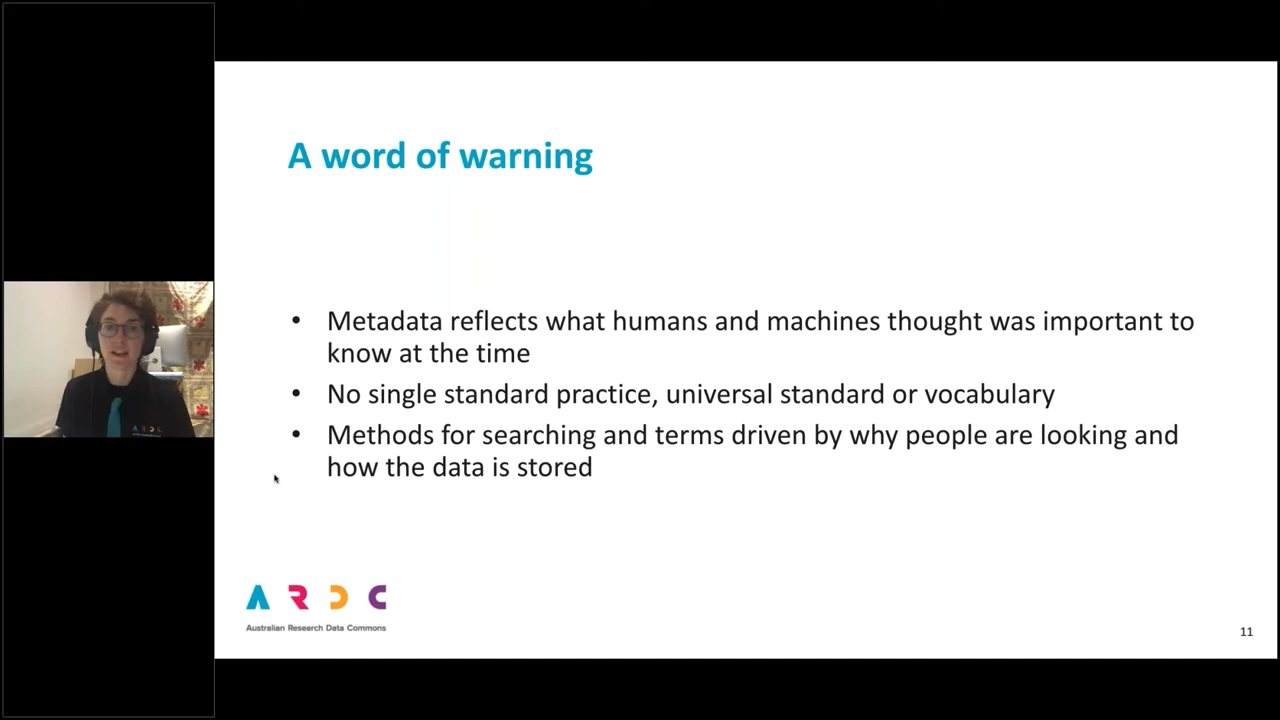 A word of warning
• Metadata reflects what humans and machines thought was important to
know at the time
• No single standard practice, universal standard or vocabulary
• Methods for searching and terms driven by why people are looking and
how the data is stored
A R D C
Australian Research Data Commons
11
A R D C